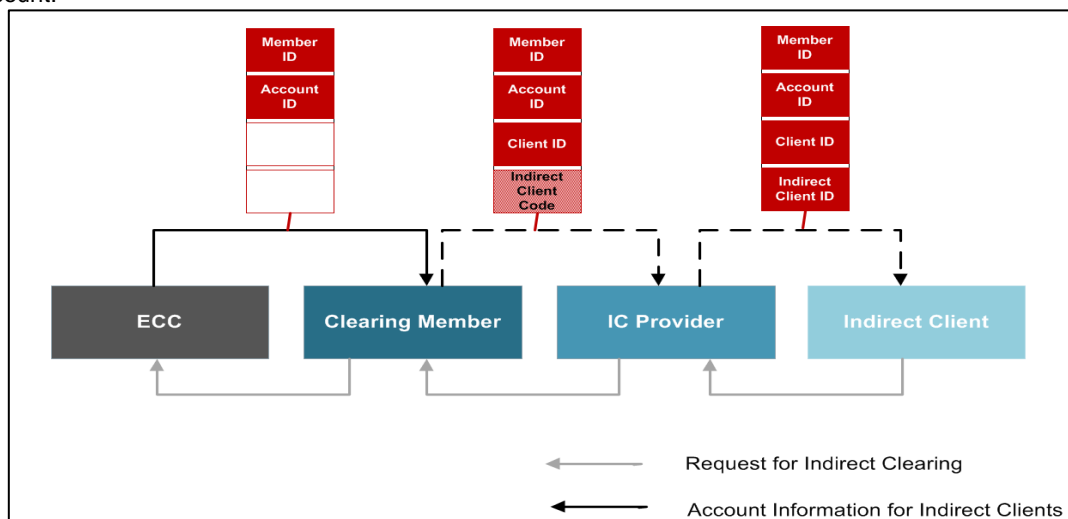 Member
ID
Account
ID
Member
ID
Account
ID
Client ID
Indirect
Client
Code
Member
ID
Account
ID
Client ID
Indirect
Client ID
ECC
Clearing Member
IC Provider
Indirect Client
Request for Indirect Clearing
Account Information for Indirect Clients